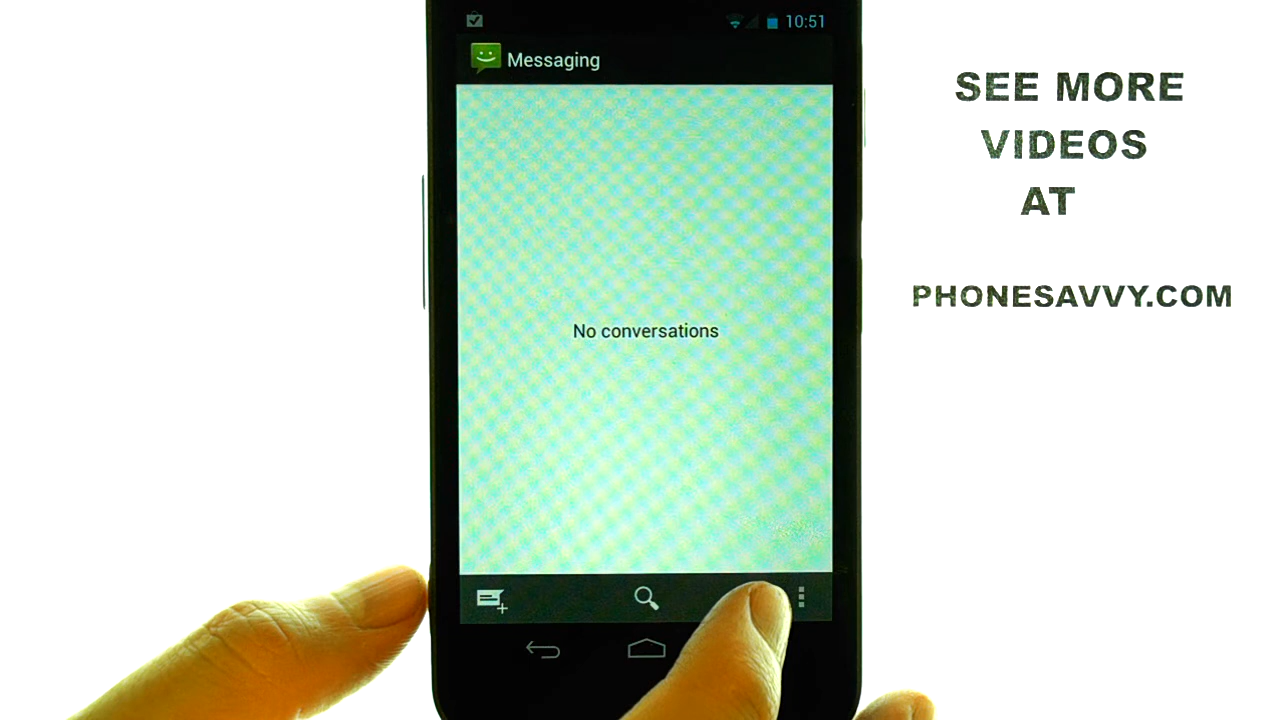 10:51
Messaging
No conversations
SEE MORE
VIDEOS
AT
PHONESAVVY.COM